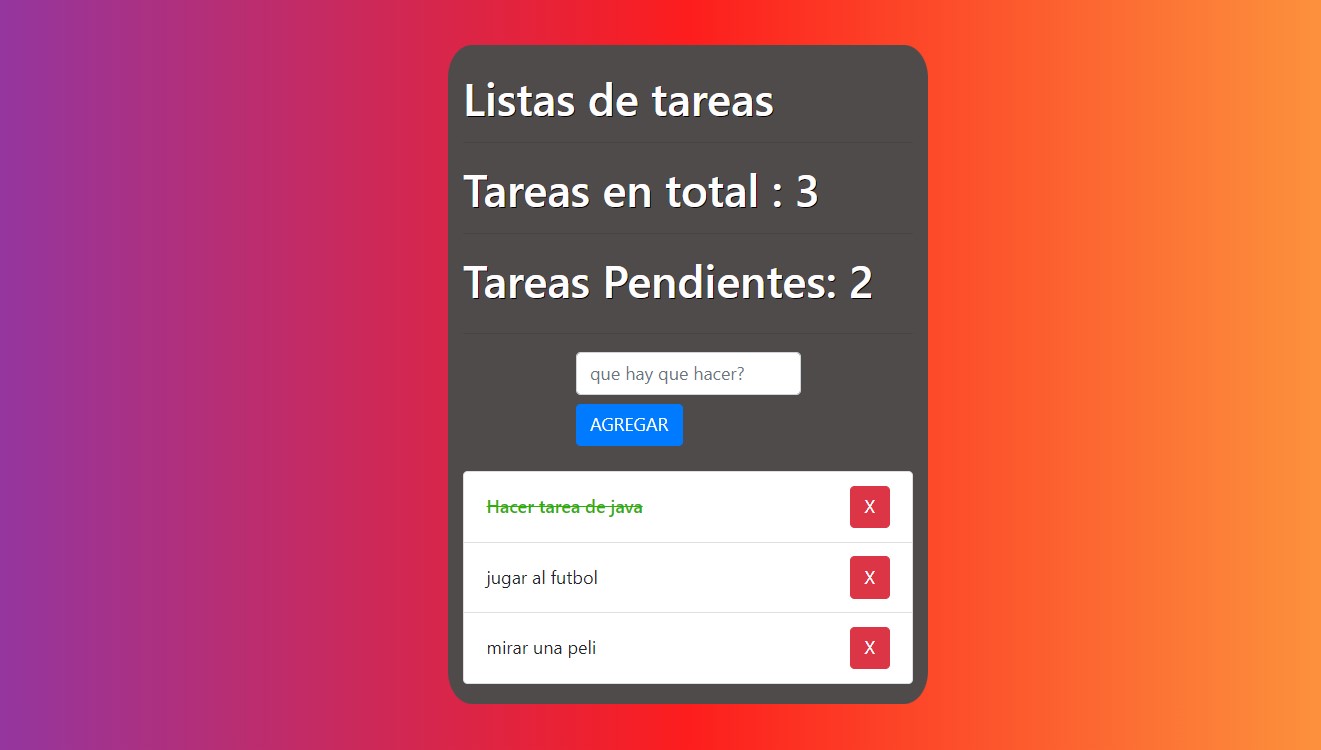 Listas de tareas
Tareas en total : 3
Tareas Pendientes: 2
que hay que hacer?
AGREGAR
Hacer tarea de java X
jugar al futbol X
mirar una peli X